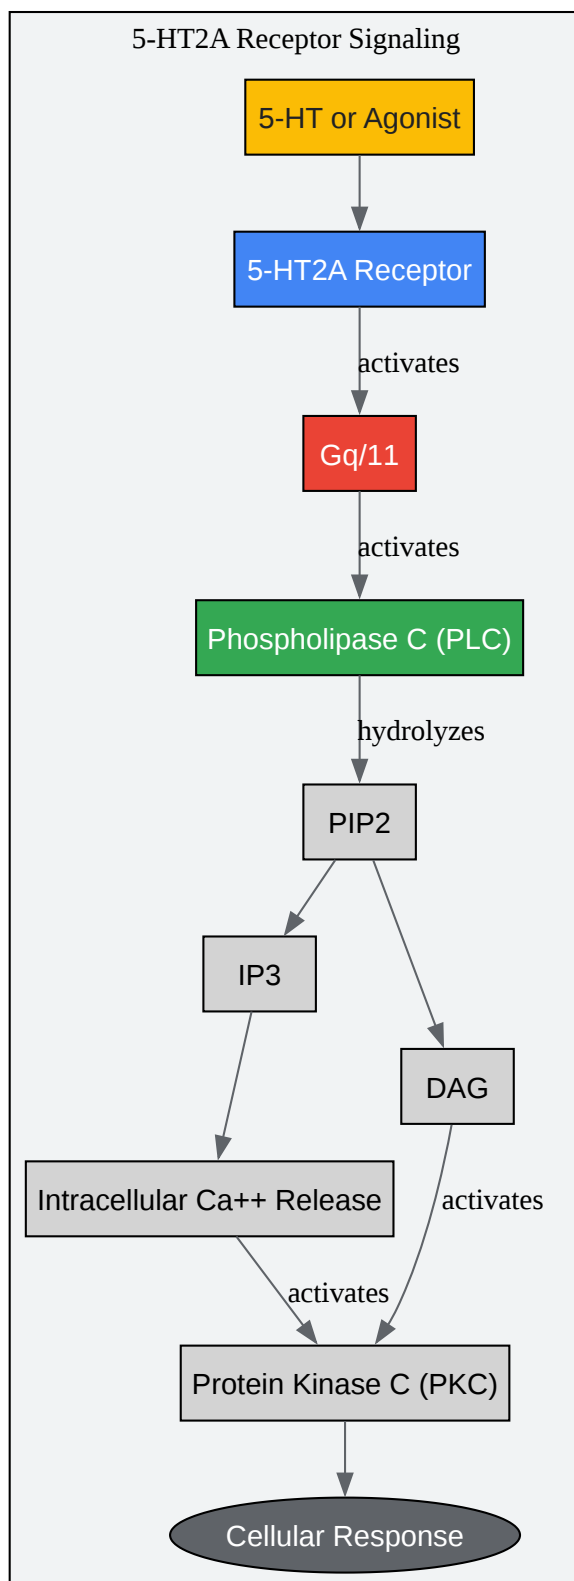 5-HT2A Receptor Signaling
5-HT or Agonist
5-HT2A Receptor
activates
Gq/11
activates
Phospholipase C (PLC)
hydrolyzes
PIP2
IP3
DAG
Intracellular Ca++ Release
activates
activates
Protein Kinase C (PKC)
Cellular Response